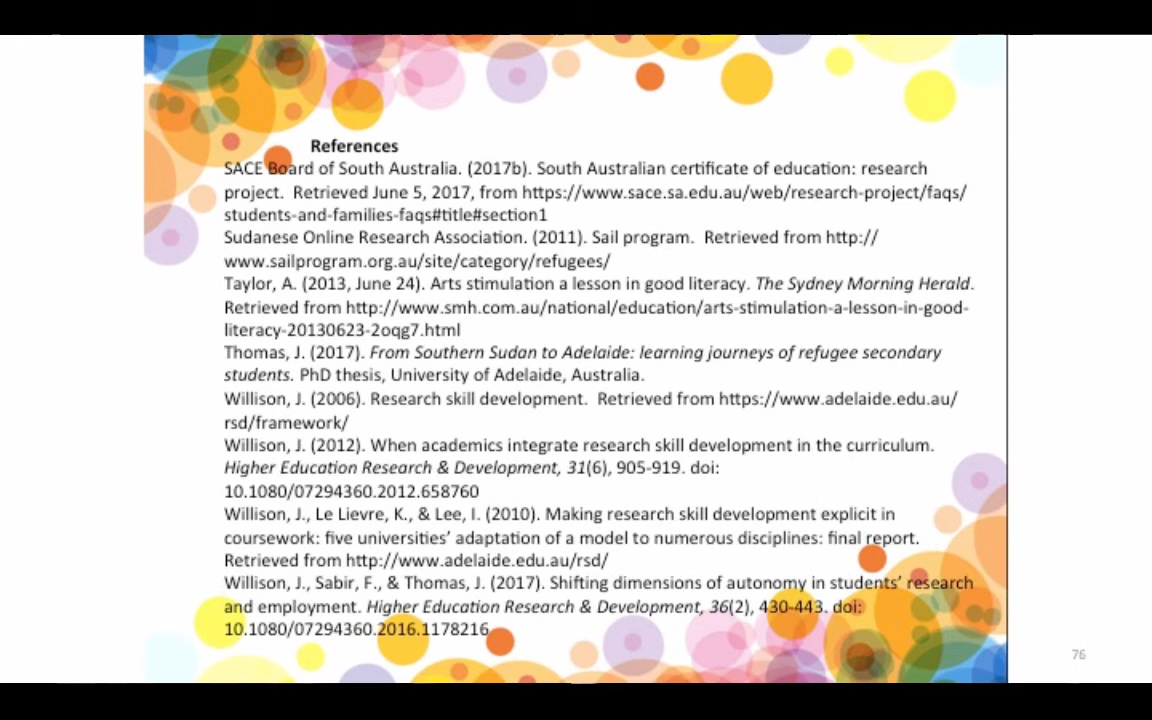 References
SACE Board of South Australia. (2017b). South Australian certificate of education: research
project.  Retrieved June 5, 2017, from https://www.sace.sa.edu.au/web/research-project/faqs/
students-and-families-faqs#title#section1
Sudanese Online Research Association. (2011). Sail program.  Retrieved from http://
www.sailprogram.org.au/site/category/refugees/
Taylor, A. (2013, June 24). Arts stimulation a lesson in good literacy. The Sydney Morning Herald.
Retrieved from http://www.smh.com.au/national/education/arts-stimulation-a-lesson-in-good-
literacy-20130623-2oqg7.html
Thomas, J. (2017). From Southern Sudan to Adelaide: learning journeys of refugee secondary
students. PhD thesis, University of Adelaide, Australia.
Willison, J. (2006). Research skill development.  Retrieved from https://www.adelaide.edu.au/
rsd/framework/
Willison, J. (2012). When academics integrate research skill development in the curriculum.
Higher Education Research & Development, 31(6), 905-919. doi:
10.1080/07294360.2012.658760
Willison, J., Le Lievre, K., & Lee, I. (2010). Making research skill development explicit in
coursework: five universities’ adaptation of a model to numerous disciplines: final report.
Retrieved from http://www.adelaide.edu.au/rsd/
Willison, J., Sabir, F., & Thomas, J. (2017). Shifting dimensions of autonomy in students’ research
and employment. Higher Education Research & Development, 36(2), 430-443. doi:
10.1080/07294360.2016.1178216
76